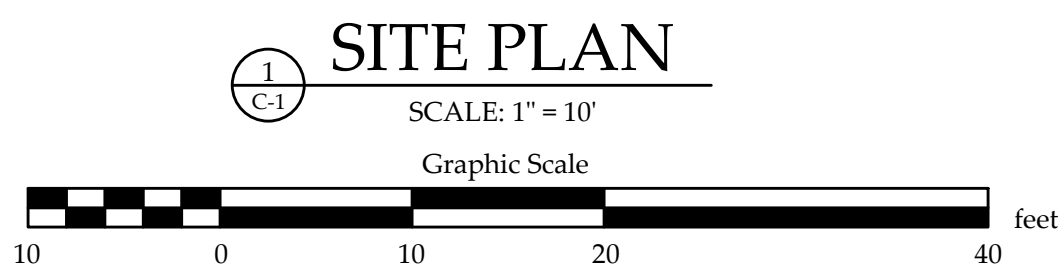 SITE PLAN
1
C-1
SCALE: 1" = 10'
Graphic Scale
feet
10 0 10 20 40